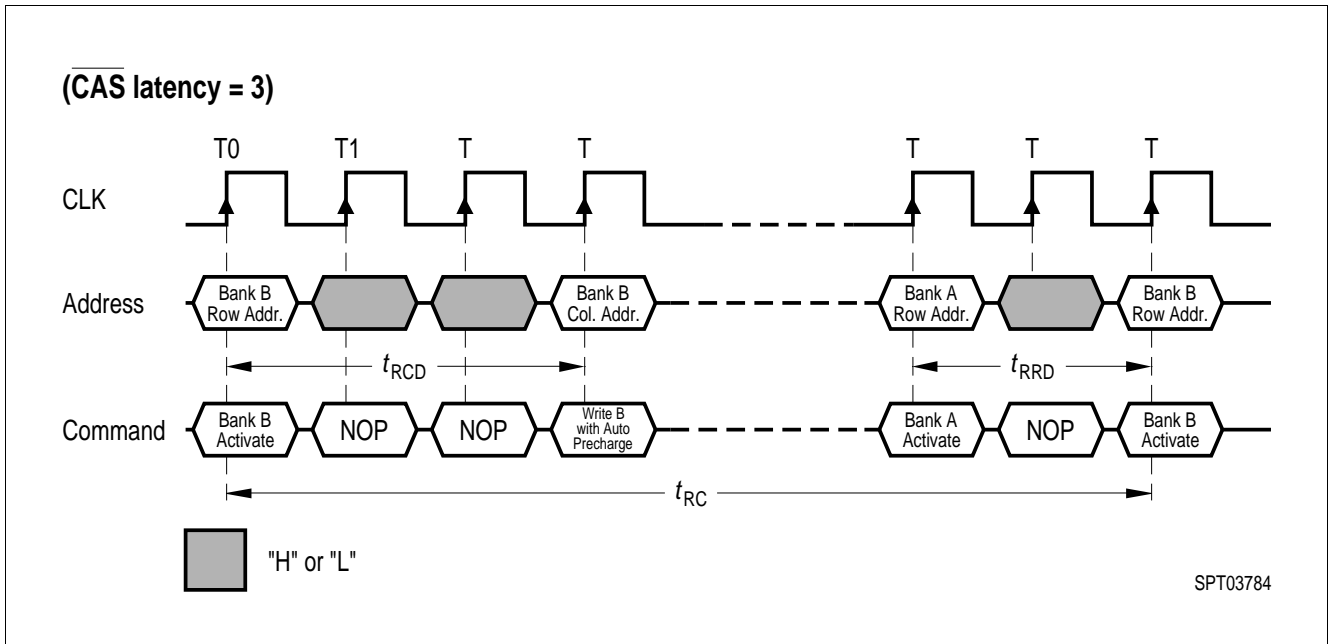 (CAS latency = 3)
T0 T1 T T T T T
CLK
Address
Bank B
Row Addr.
Bank B
Col. Addr.
Bank A
Row Addr.
Bank B
Row Addr.
tRCD
tRRD
Command
Bank B
Activate
NOP
NOP
Write B
with Auto
Precharge
Bank A
Activate
NOP
Bank B
Activate
tRC
"H" or "L"
SPT03784